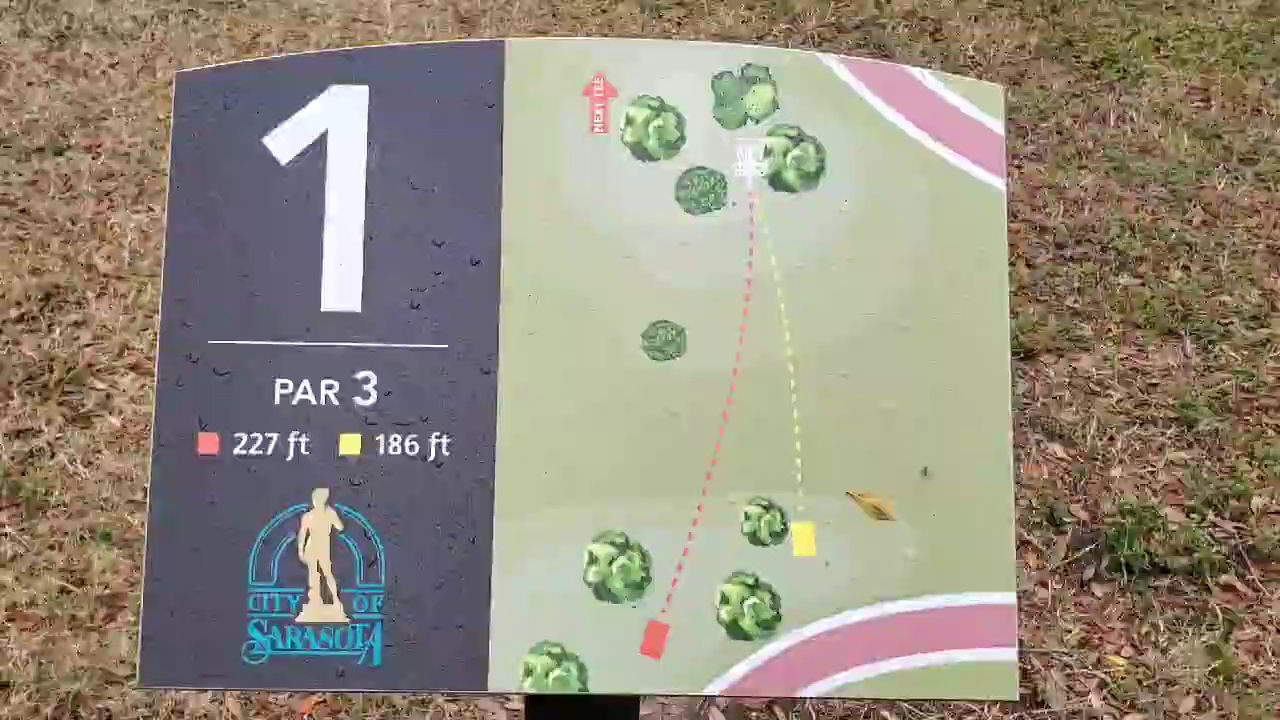 1
PAR 3
227 ft 186 ft
CITY OF
SARASOTA
NEXT TEE